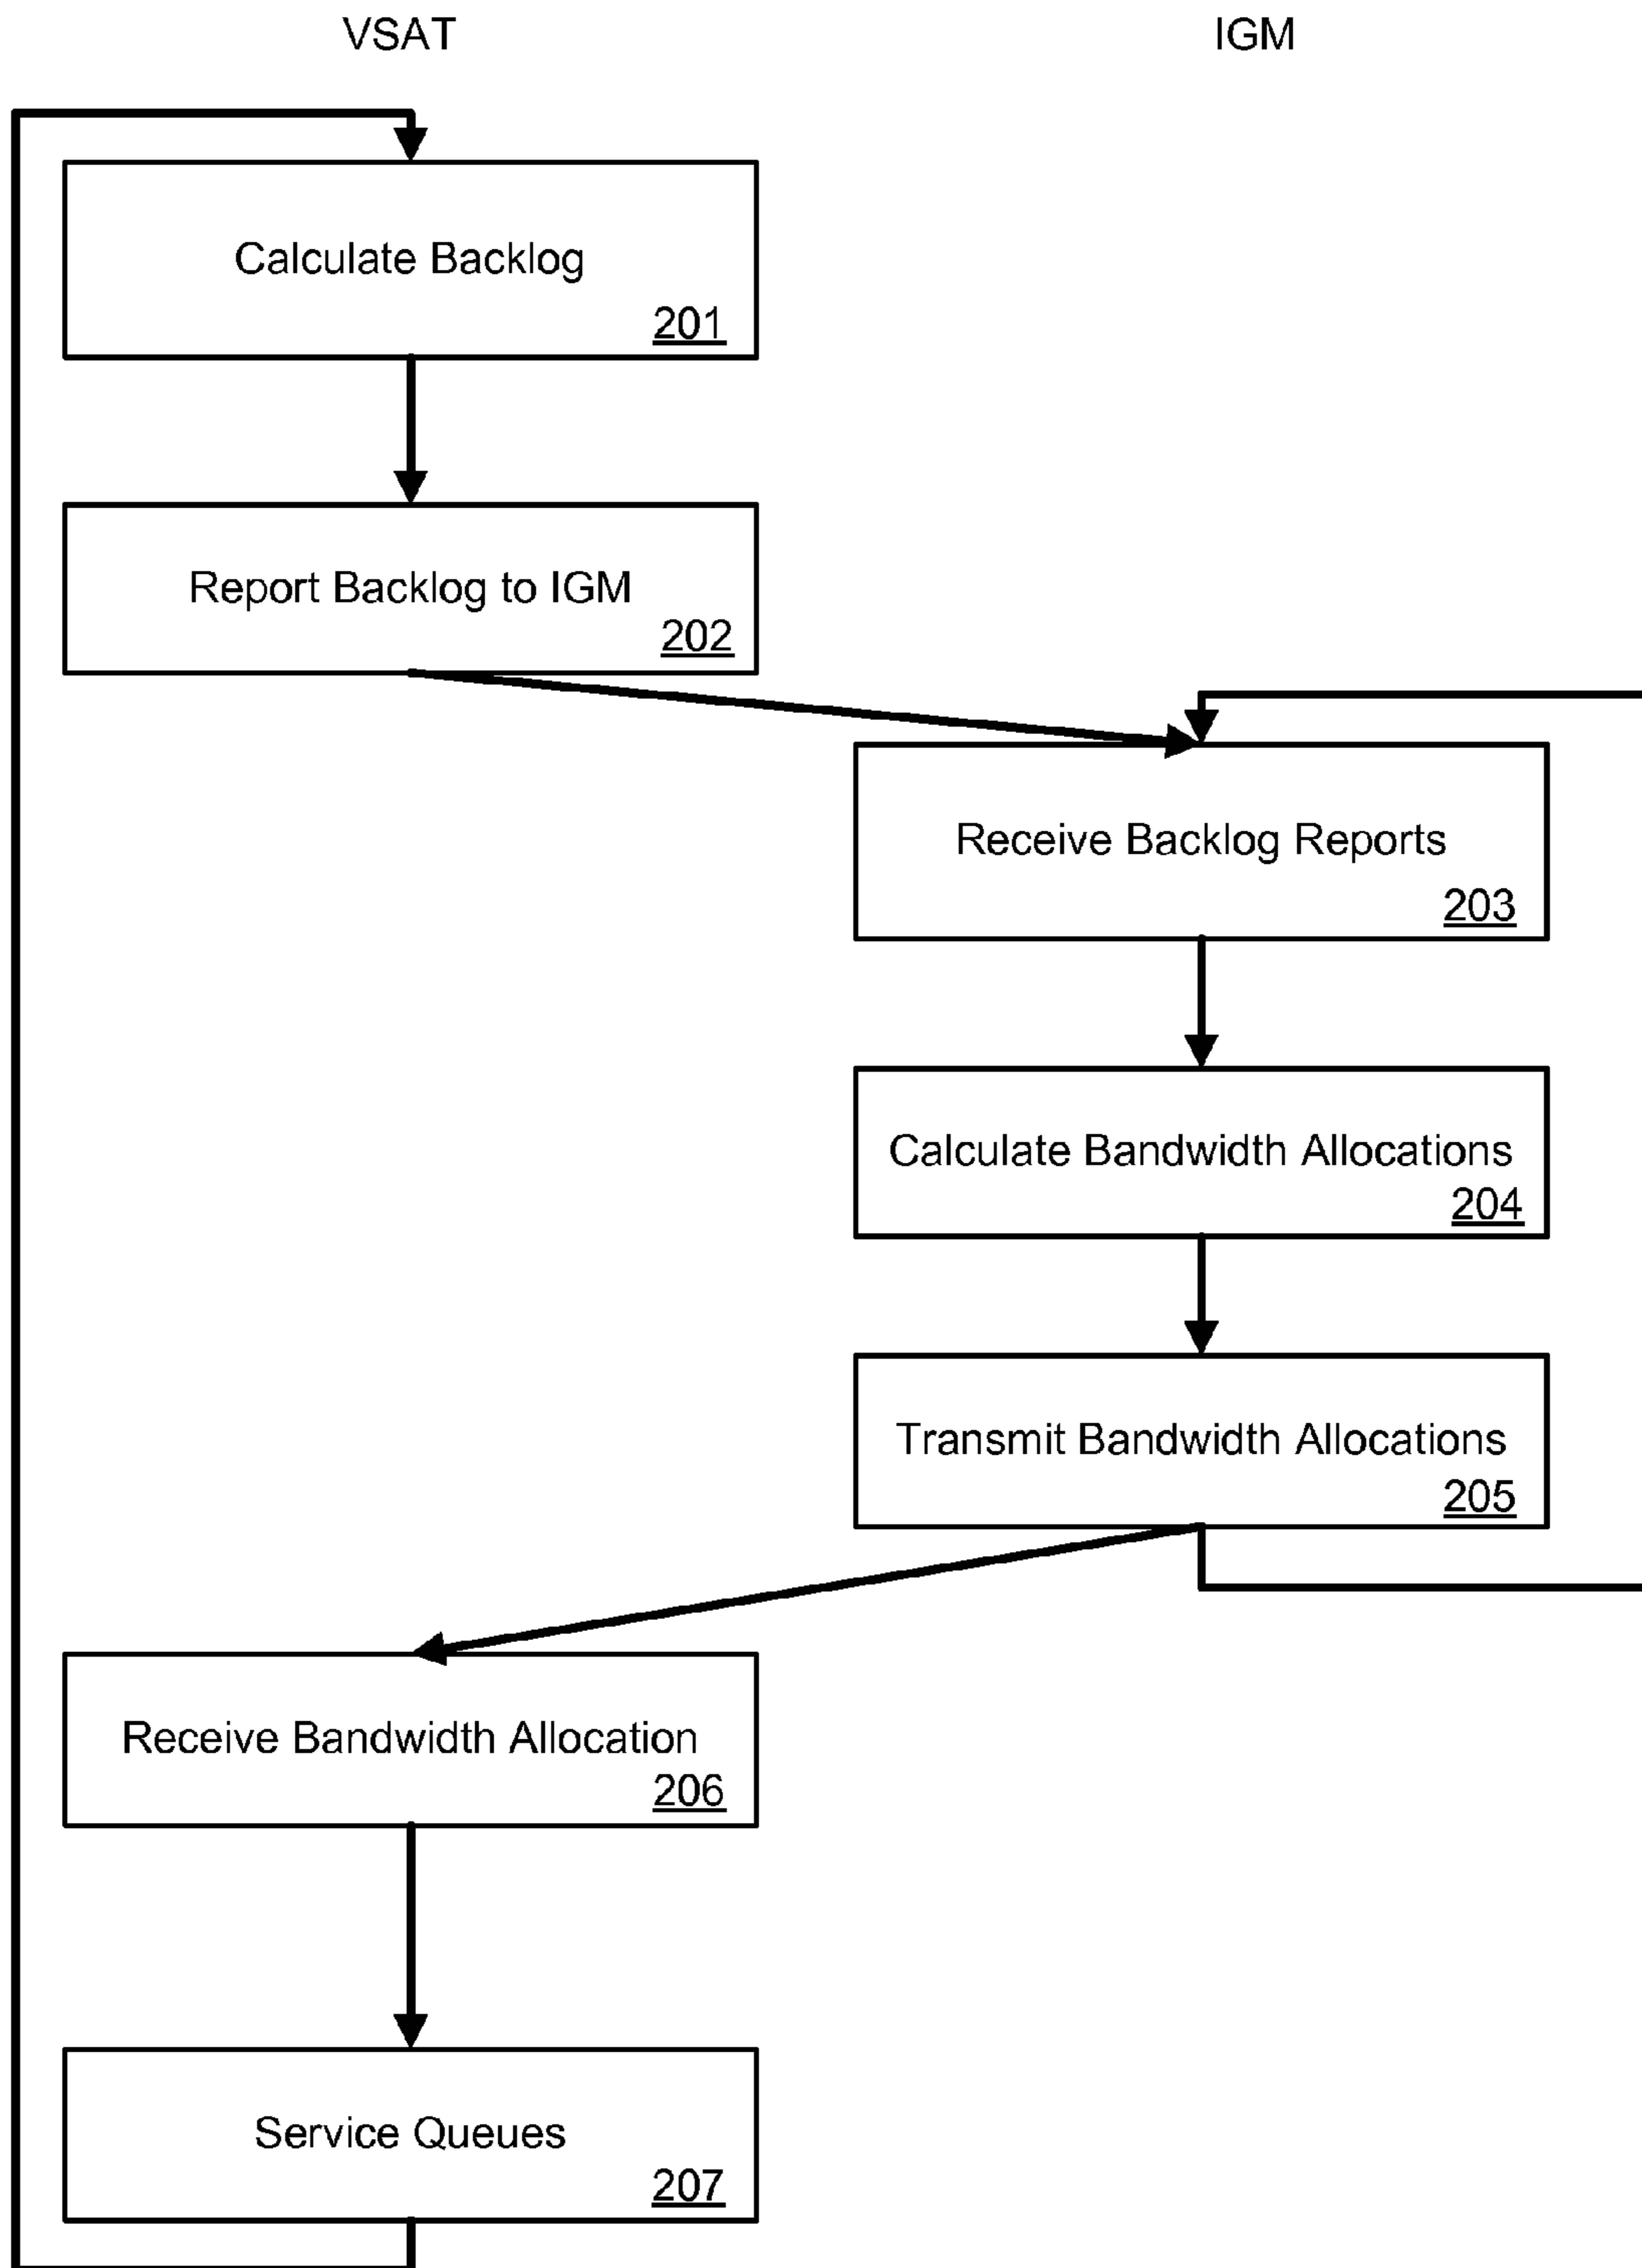 VSAT
IGM
Calculate Backlog
201
Report Backlog to IGM
202
Receive Backlog Reports
203
Calculate Bandwidth Allocations
204
Transmit Bandwidth Allocations
205
Receive Bandwidth Allocation
206
Service Queues
207